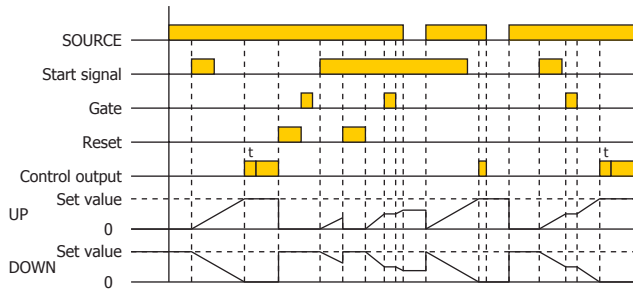 SOURCE
Start signal
Gate
Reset
t
t
Control output
Set value
UP
0
Set value
DOWN
0